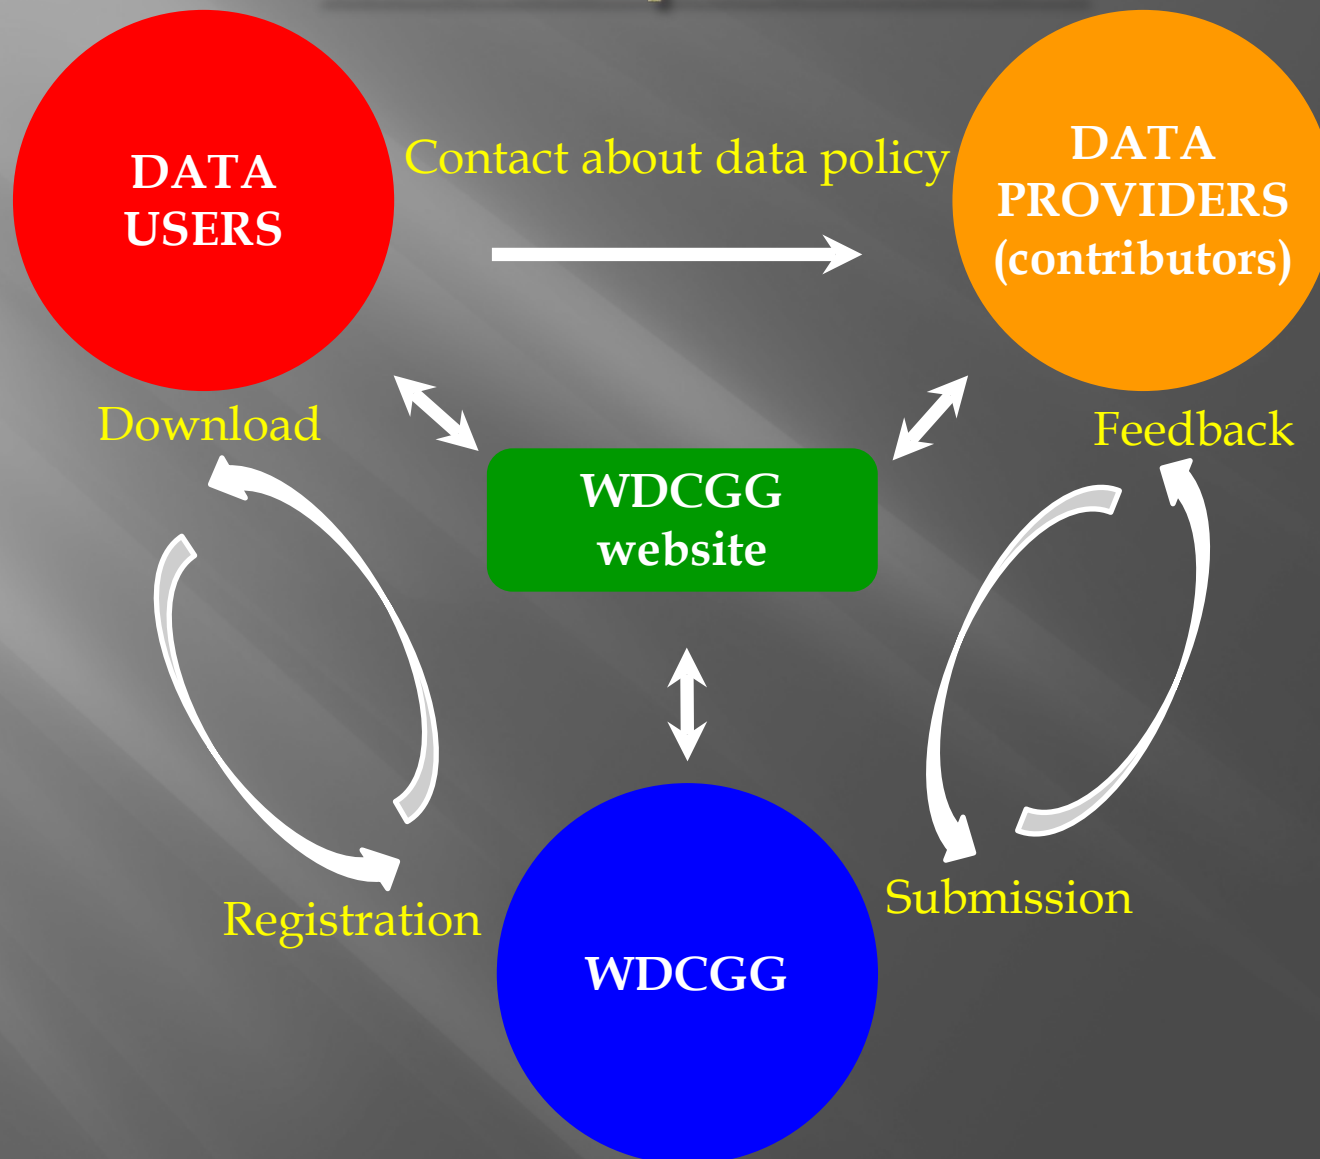 DATA
USERS
Contact about data policy
DATA
PROVIDERS
(contributors)
Download
Feedback
WDCGG
website
Registration
Submission
WDCGG